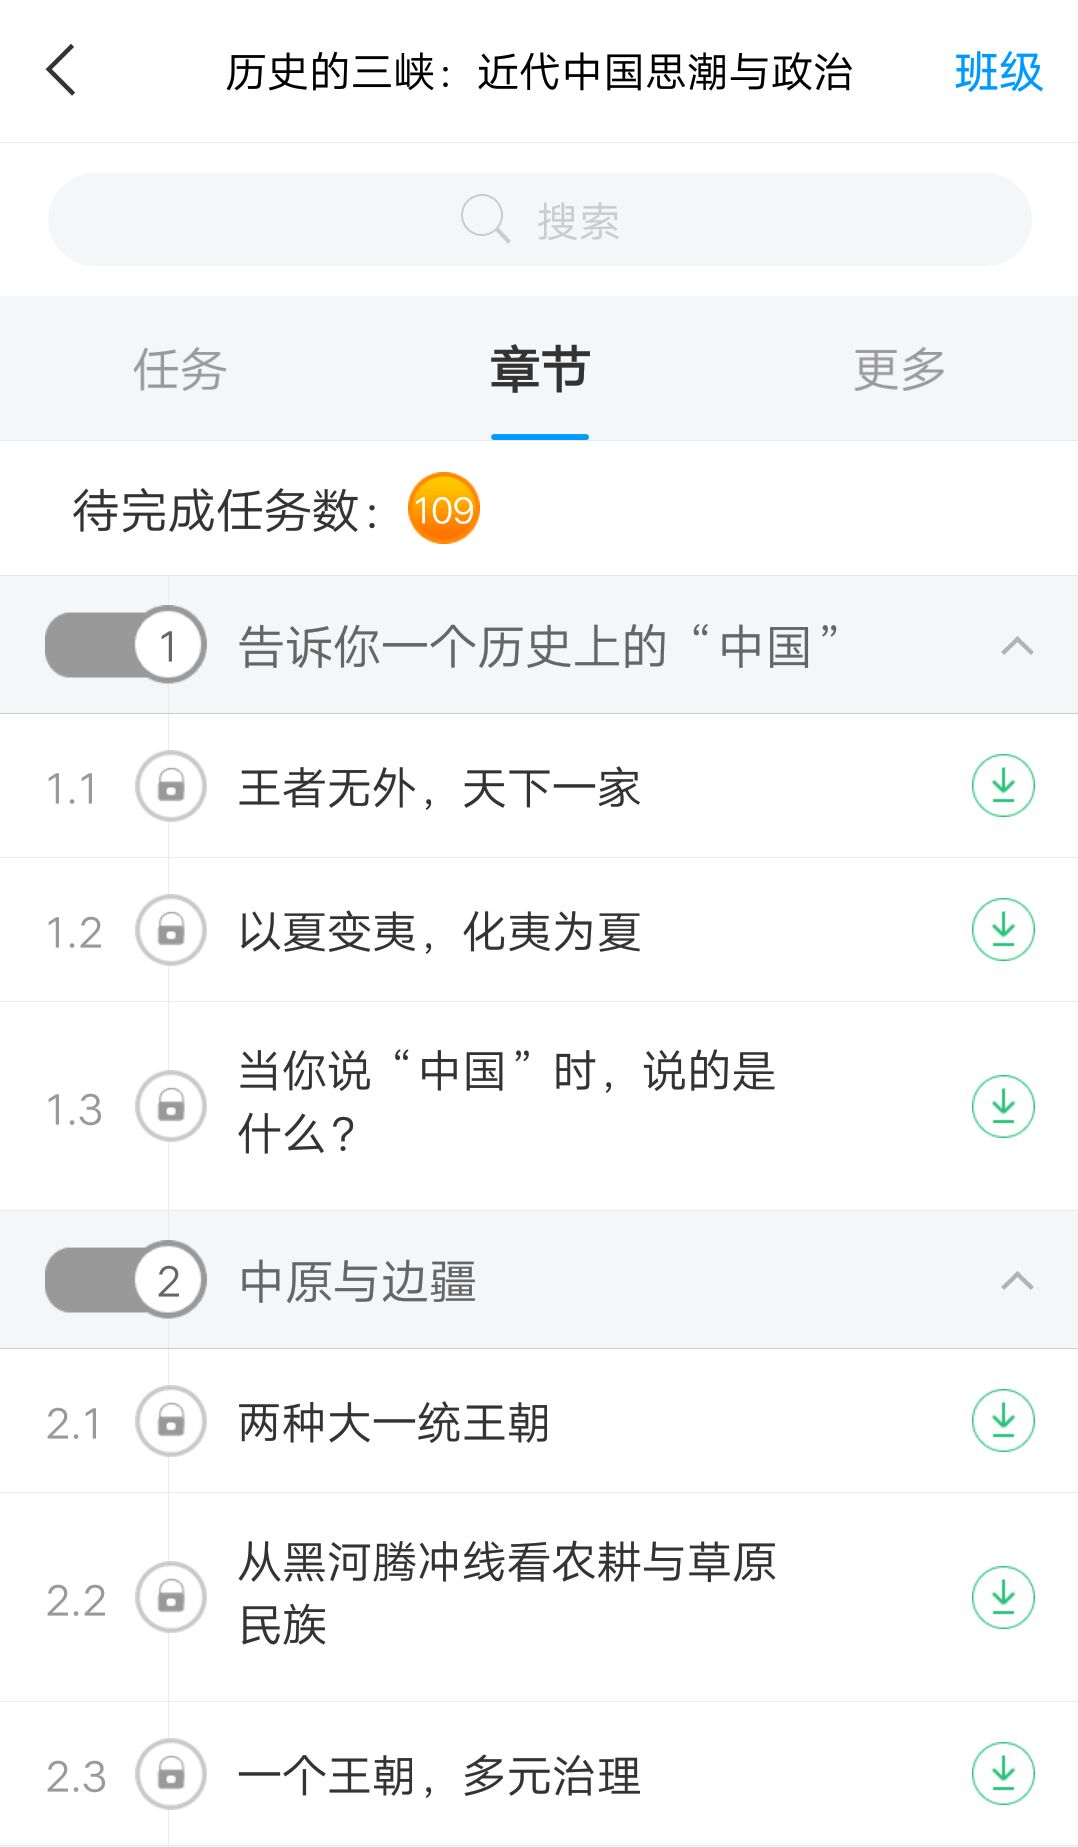 历史的三峡：近代中国思潮与政治
班级
搜索
任务
章节
更多
待完成任务数：
109
1
告诉你一个历史上的“中国”
1.1
王者无外，天下一家
1.2
以夏变夷，化夷为夏
1.3
当你说“中国”时，说的是
什么？
2
中原与边疆
2.1
两种大一统王朝
2.2
从黑河腾冲线看农耕与草原
民族
2.3
一个王朝，多元治理